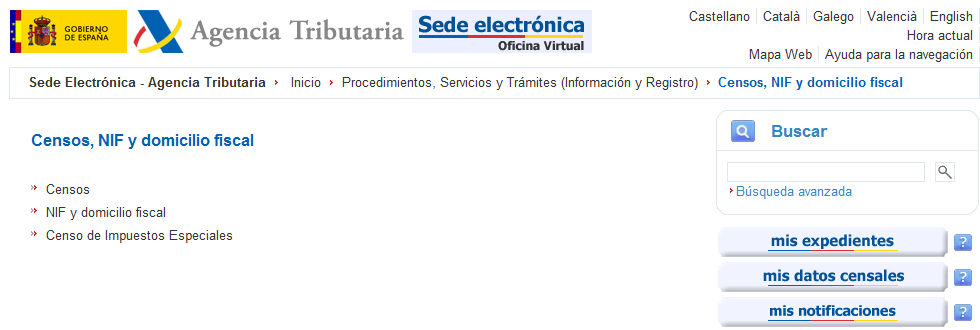 GOBIERNO
DE ESPAÑA
Agencia Tributaria
Sede electrónica
Oficina Virtual
Castellano Català Galego Valencià English
Hora actual
Mapa Web Ayuda para la navegación
Sede Electrónica - Agencia Tributaria Inicio Procedimientos, Servicios y Trámites (Información y Registro) Censos, NIF y domicilio fiscal
Censos, NIF y domicilio fiscal
Censos
NIF y domicilio fiscal
Censo de Impuestos Especiales
Buscar
Búsqueda avanzada
mis expedientes ?
mis datos censales ?
mis notificaciones ?